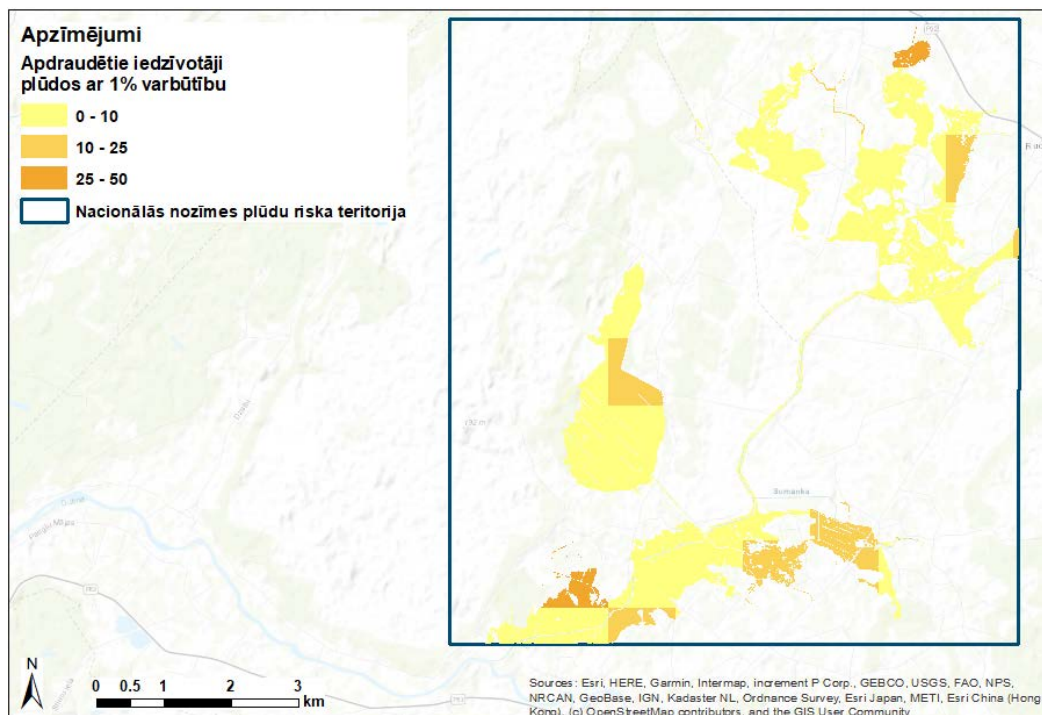 Apzīmējumi
Apdraudētie iedzīvotāji
plūdos ar 1% varbūtību
0 - 10
10 - 25
25 - 50
Nacionālās nozīmes plūdu riska teritorija
P92
132 m
N
0 0.5 1 2 3
km
Sources: Esri, HERE, Garmin, Intermap, increment P Corp., GEBCO, USGS, FAO, NPS,
NRCAN, GeoBase, IGN, Kadaster NL, Ordnance Survey, Esri Japan, METI, Esri China (Hong
Kong), (c) OpenStreetMap contributors, and the GIS User Community